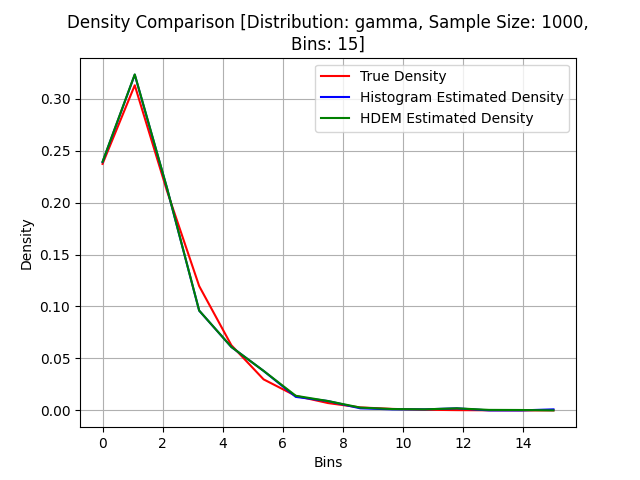 Density Comparison [Distribution: gamma, Sample Size: 1000,
Bins: 15]
True Density
Histogram Estimated Density
HDEM Estimated Density
Density
0.30
0.25
0.20
0.15
0.10
0.05
0.00
0 2 4 6 8 10 12 14
Bins